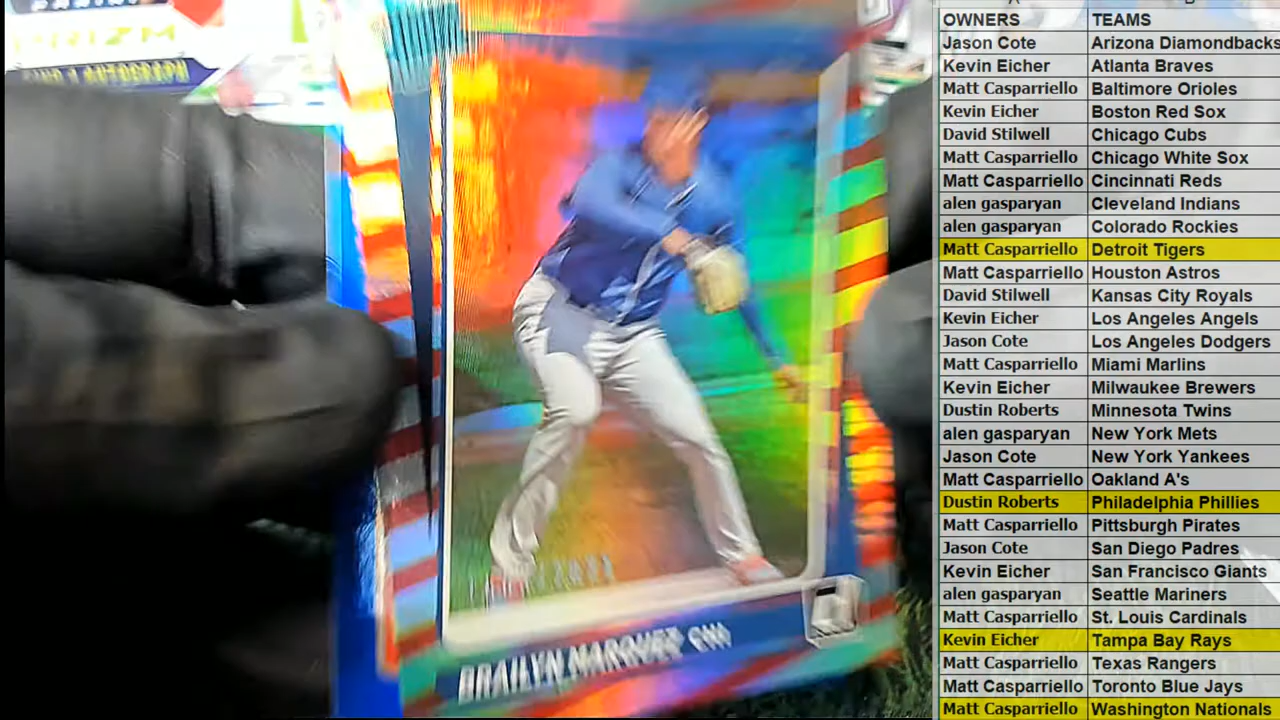 PRIZM
AUTOGRAPH
BRAILYN MARQUEZ CHI
OWNERS TEAMS
Jason Cote Arizona Diamondbacks
Kevin Eicher Atlanta Braves
Matt Casparriello Baltimore Orioles
Kevin Eicher Boston Red Sox
David Stilwell Chicago Cubs
Matt Casparriello Chicago White Sox
Matt Casparriello Cincinnati Reds
alen gasparyan Cleveland Indians
alen gasparyan Colorado Rockies
Matt Casparriello Detroit Tigers
Matt Casparriello Houston Astros
David Stilwell Kansas City Royals
Kevin Eicher Los Angeles Angels
Jason Cote Los Angeles Dodgers
Matt Casparriello Miami Marlins
Kevin Eicher Milwaukee Brewers
Dustin Roberts Minnesota Twins
alen gasparyan New York Mets
Jason Cote New York Yankees
Matt Casparriello Oakland A's
Dustin Roberts Philadelphia Phillies
Matt Casparriello Pittsburgh Pirates
Jason Cote San Diego Padres
Kevin Eicher San Francisco Giants
alen gasparyan Seattle Mariners
Matt Casparriello St. Louis Cardinals
Kevin Eicher Tampa Bay Rays
Matt Casparriello Texas Rangers
Matt Casparriello Toronto Blue Jays
Matt Casparriello Washington Nationals